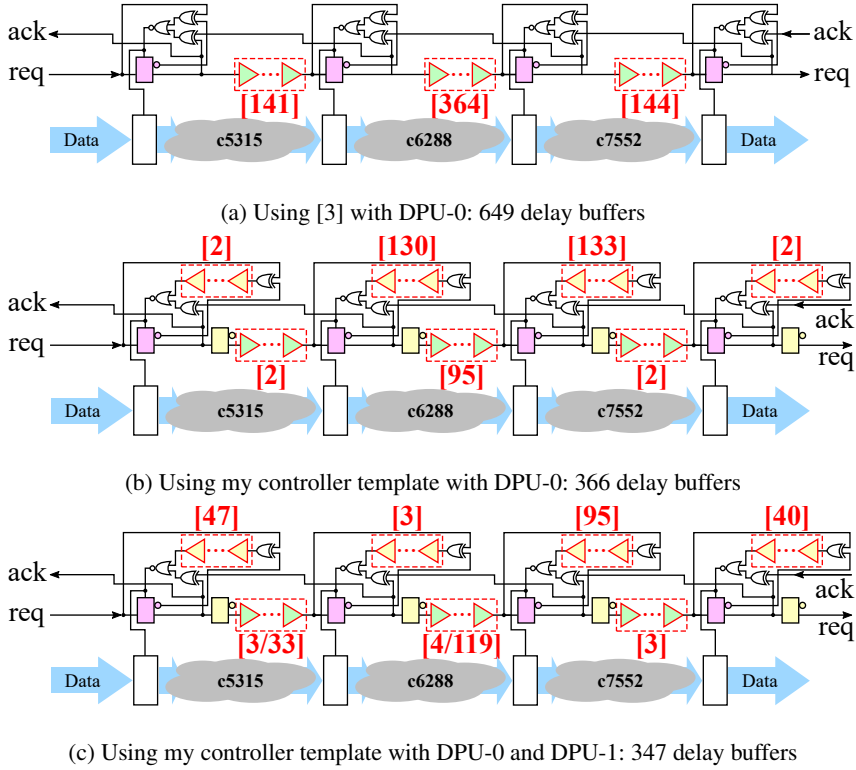 ack
ack
req
req
[141]
[364]
[144]
Data
c5315
c6288
c7552
Data
(a) Using [3] with DPU-0: 649 delay buffers
[2]
[130]
[133]
[2]
ack
ack
req
req
[2]
[95]
[2]
Data
c5315
c6288
c7552
Data
(b) Using my controller template with DPU-0: 366 delay buffers
[47]
[3]
[95]
[40]
ack
ack
req
req
[3/33]
[4/119]
[3]
Data
c5315
c6288
c7552
Data
(c) Using my controller template with DPU-0 and DPU-1: 347 delay buffers